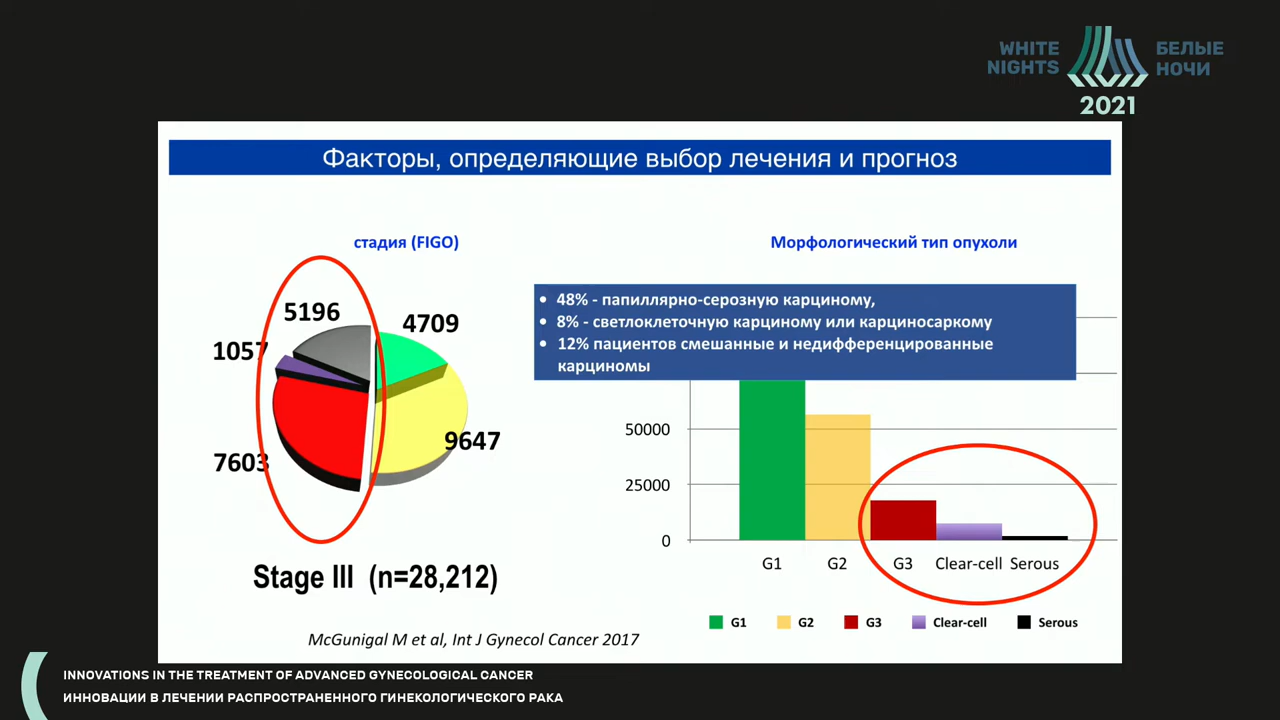 WHITE
NIGHTS
БЕЛЫЕ
НОЧИ
2021
Факторы, определяющие выбор лечения и прогноз
стадия (FIGO)
5196
4709
1057
9647
7603
Stage III (n=28,212)
McGunigal M et al, Int J Gynecol Cancer 2017
Морфологический тип опухоли
• 48% - папиллярно-серозную карциному,
• 8% - светлоклеточную карциному или карциносаркому
• 12% пациентов смешанные и недифференцированные
карциномы
50000
25000
0
G1 G2 G3 Clear-cell Serous
G1 G2 G3 Clear-cell Serous
INNOVATIONS IN THE TREATMENT OF ADVANCED GYNECOLOGICAL CANCER
ИННОВАЦИИ В ЛЕЧЕНИИ РАСПРОСТРАНЕННОГО ГИНЕКОЛОГИЧЕСКОГО РАКА